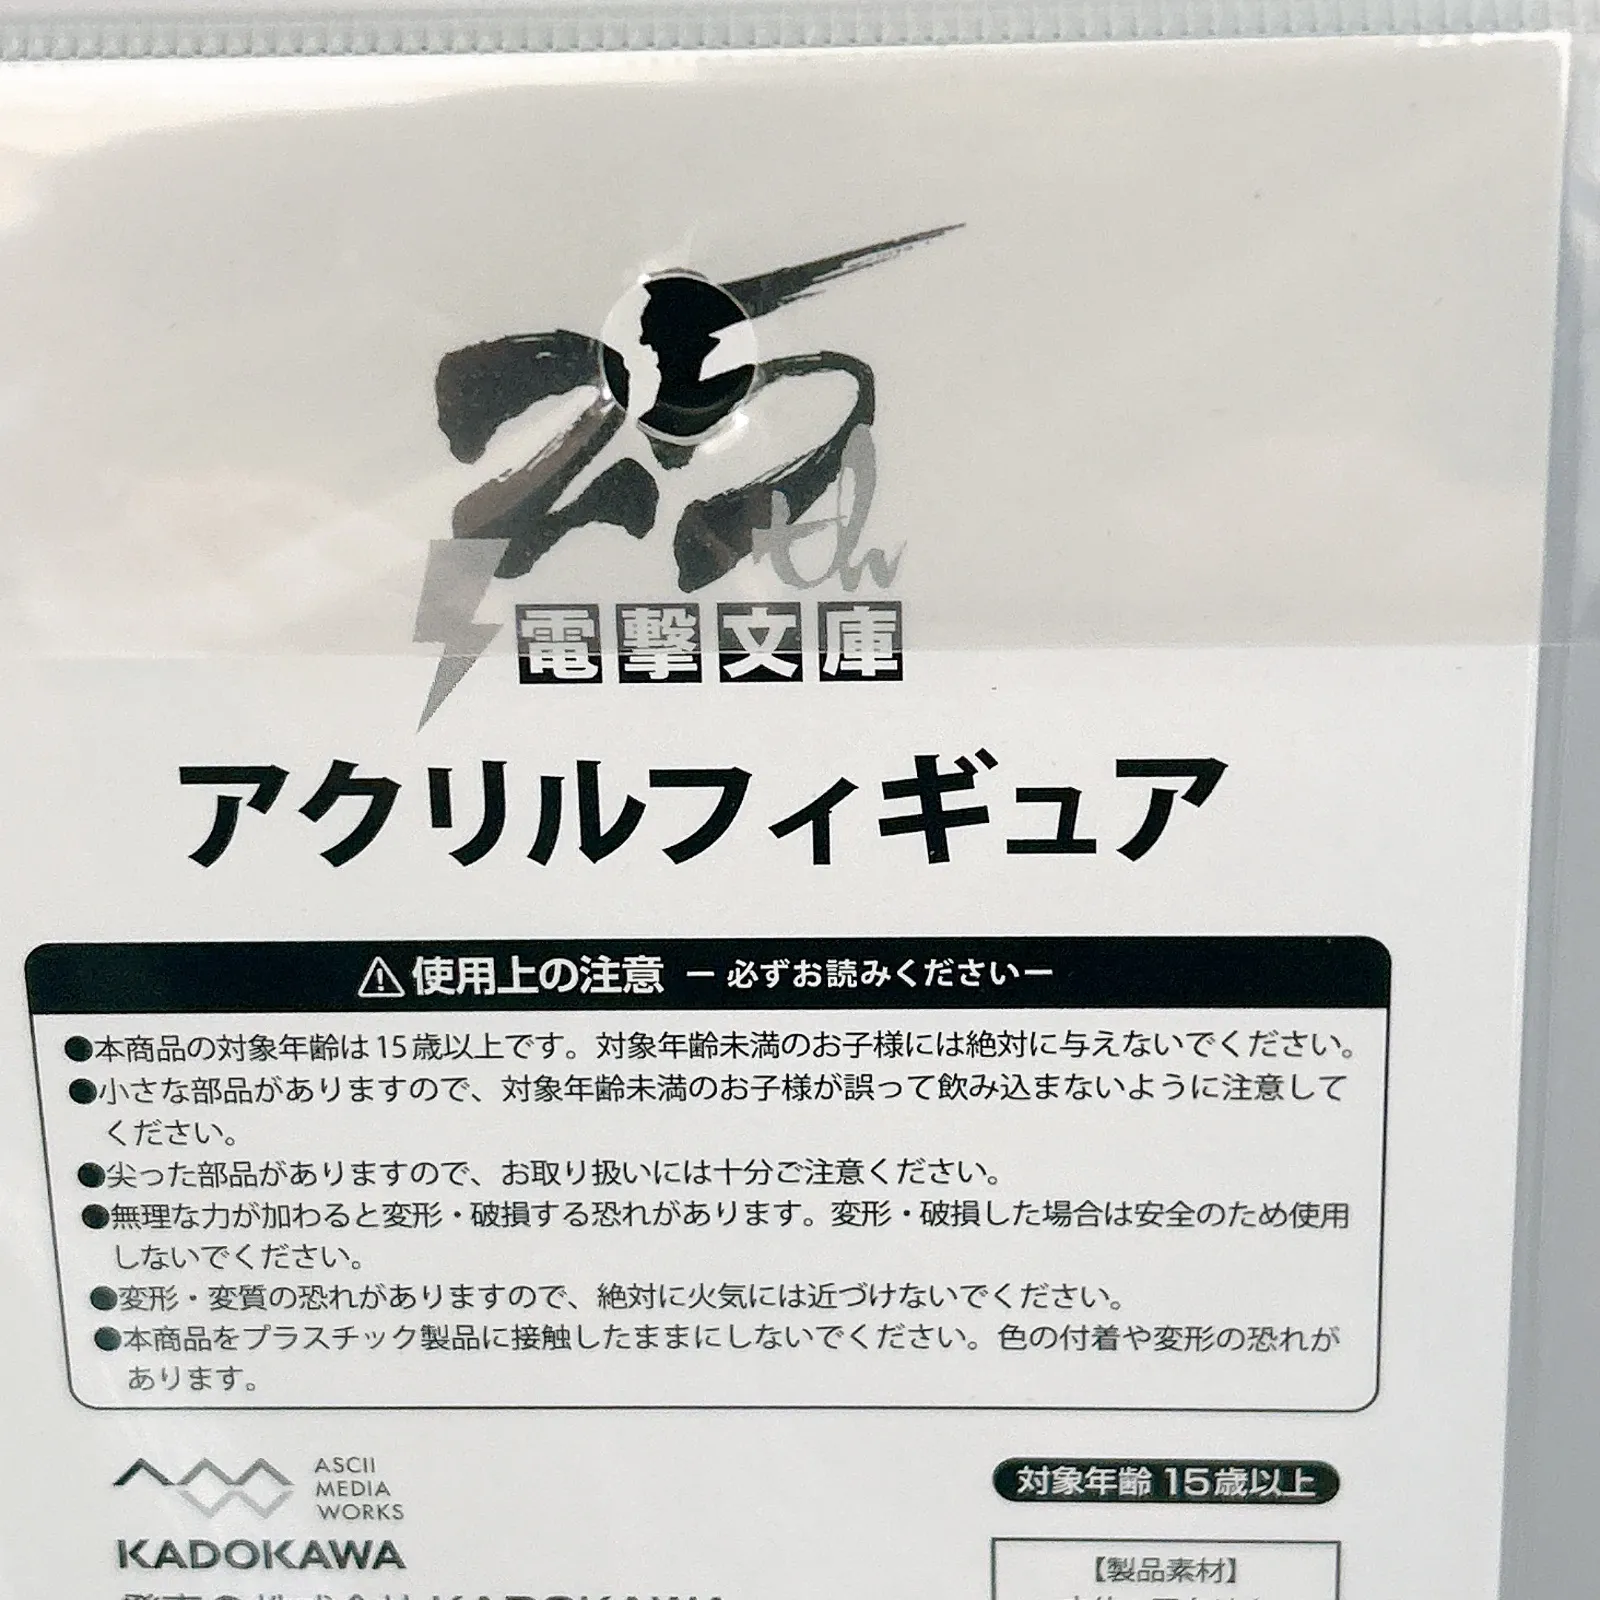 25th
電撃文庫
アクリルフィギュア
⚠使用上の注意 ー 必ずお読みくださいー
●本商品の対象年齢は15歳以上です。対象年齢未満のお子様には絶対に与えないでください。
●小さな部品がありますので、対象年齢未満のお子様が誤って飲み込まないように注意して
ください。
●尖った部品がありますので、お取り扱いには十分ご注意ください。
●無理な力が加わると変形・破損する恐れがあります。変形・破損した場合は安全のため使用
しないでください。
●変形・変質の恐れがありますので、絶対に火気には近づけないでください。
●本商品をプラスチック製品に接触したままにしないでください。色の付着や変形の恐れが
あります。
ASCII
MEDIA
WORKS
KADOKAWA
対象年齢 15歳以上
【製品素材】